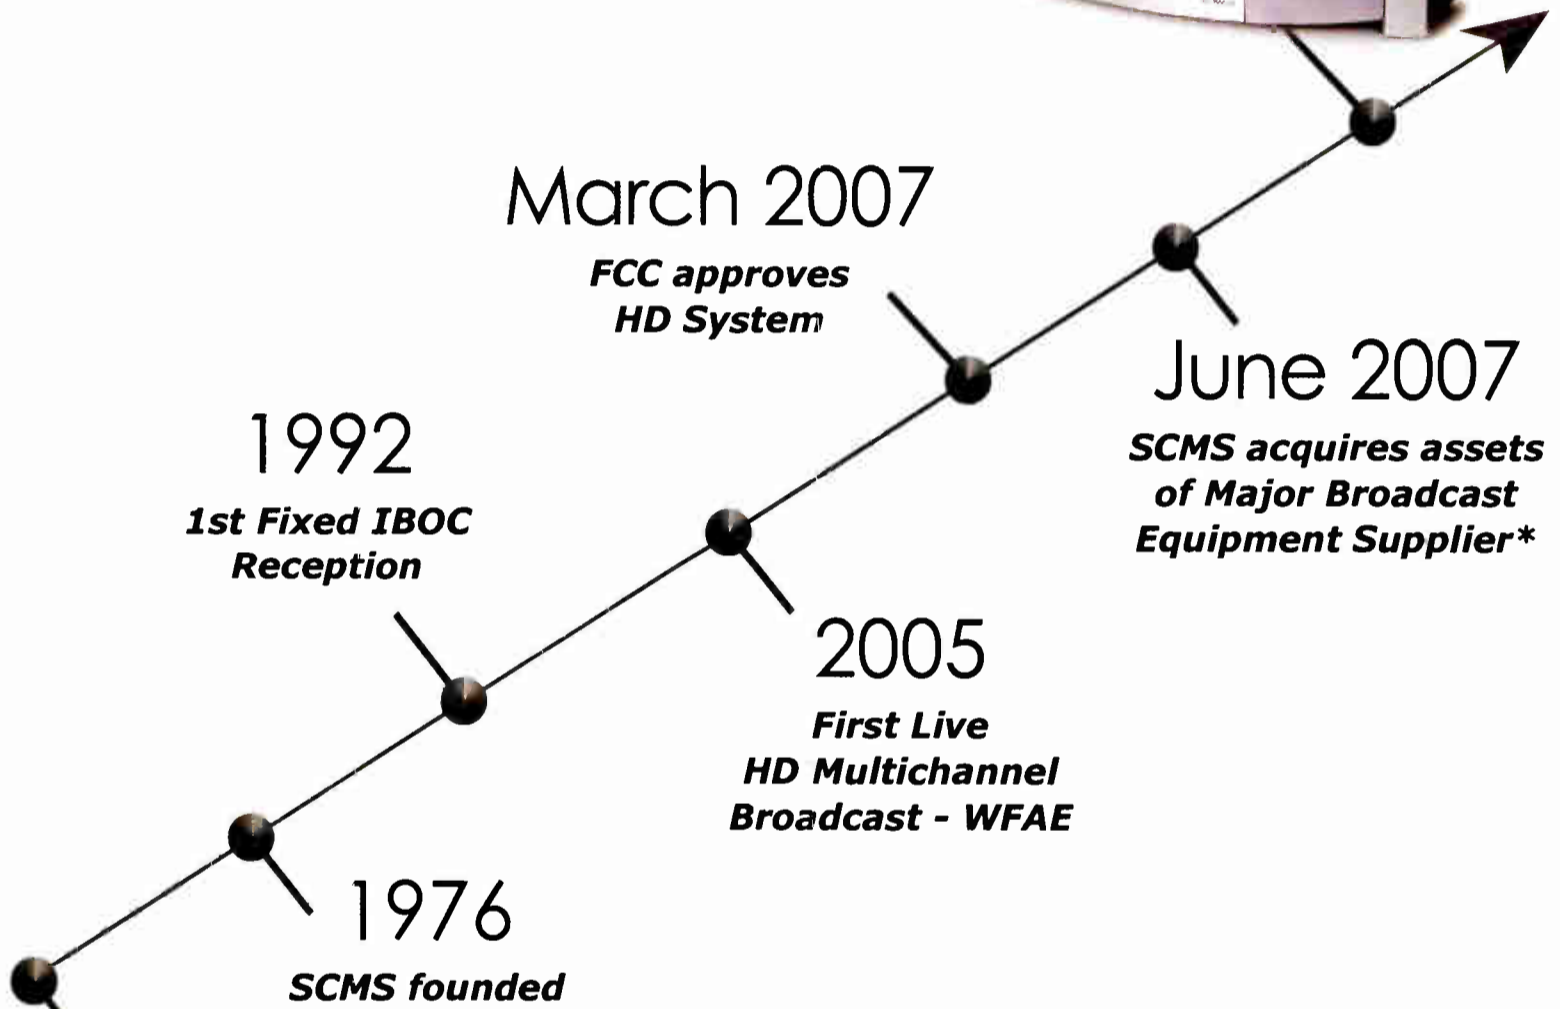 March 2007
FCC approves
HD System
June 2007
SCMS acquires assets
of Major Broadcast
Equipment Supplier*
1992
1st Fixed IBOC
Reception
2005
First Live
HD Multichannel
Broadcast - WFAE
1976
SCMS founded